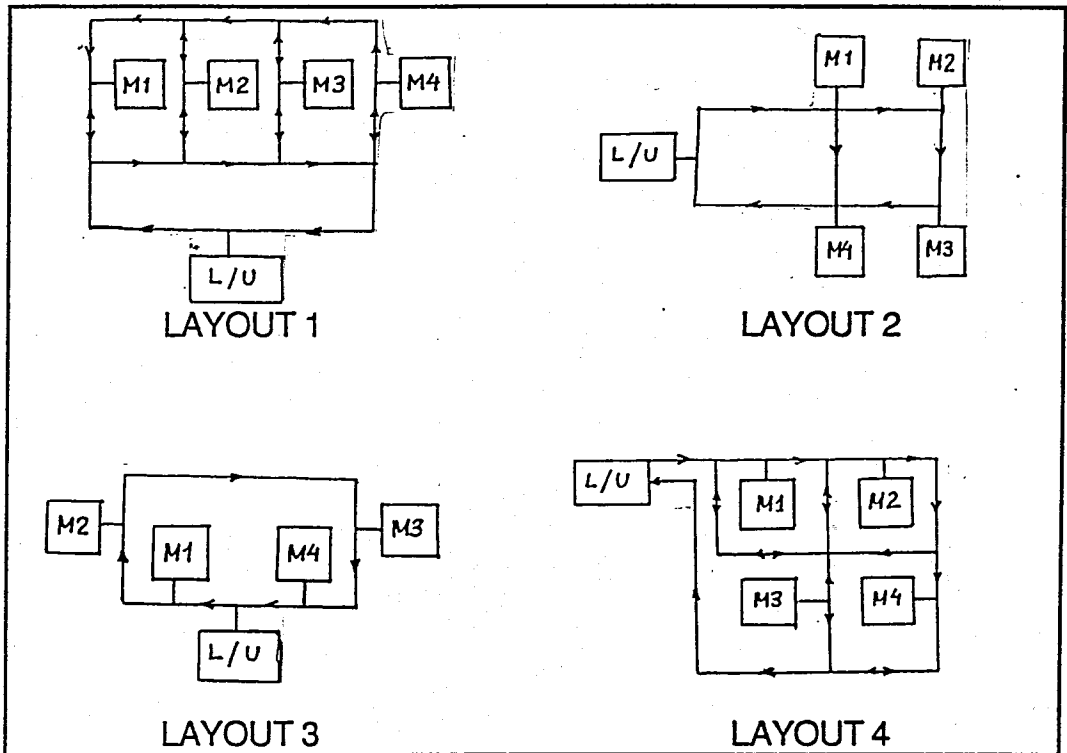 M1 M2 M3 M4
L/U
LAYOUT 1
M1 M2
L/U
M4 M3
LAYOUT 2
M2 M3
M1 M4
L/U
LAYOUT 3
L/U
M1 M2
M3 M4
LAYOUT 4